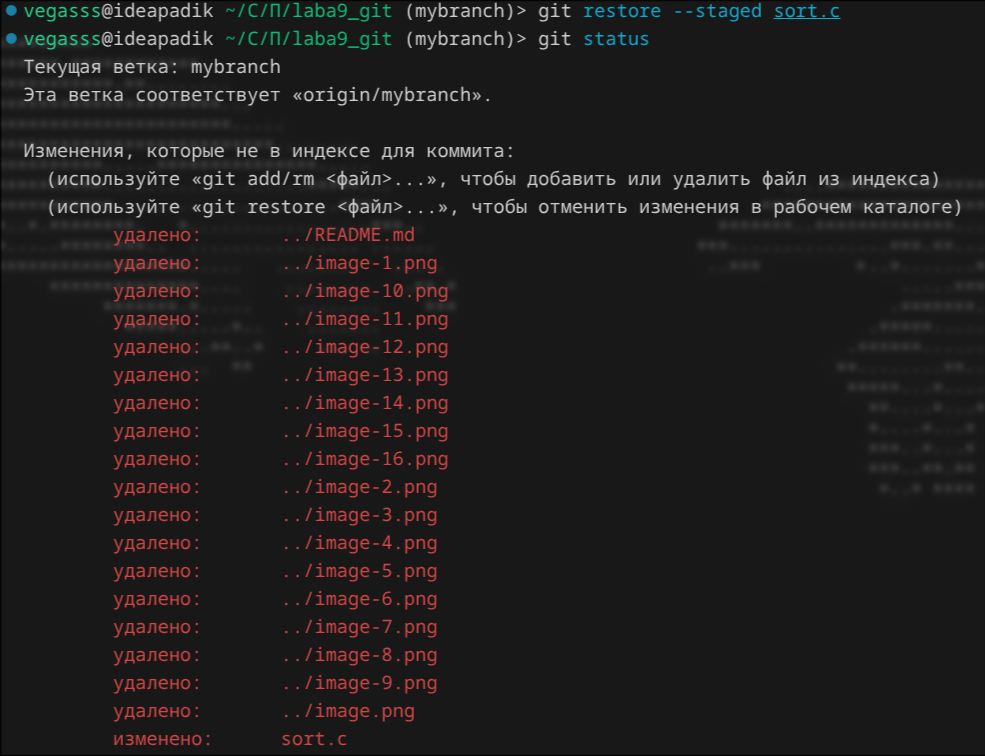 vegasss@ideapadik ~/С/П/laba9_git (mybranch)> git restore --staged sort.c
vegasss@ideapadik ~/С/П/laba9_git (mybranch)> git status
Текущая ветка: mybranch
Эта ветка соответствует «origin/mybranch».
Изменения, которые не в индексе для коммита:
(используйте «git add/rm <файл>...», чтобы добавить или удалить файл из индекса)
(используйте «git restore <файл>...», чтобы отменить изменения в рабочем каталоге)
удалено: ../README.md
удалено: ../image-1.png
удалено: ../image-10.png
удалено: ../image-11.png
удалено: ../image-12.png
удалено: ../image-13.png
удалено: ../image-14.png
удалено: ../image-15.png
удалено: ../image-16.png
удалено: ../image-2.png
удалено: ../image-3.png
удалено: ../image-4.png
удалено: ../image-5.png
удалено: ../image-6.png
удалено: ../image-7.png
удалено: ../image-8.png
удалено: ../image-9.png
удалено: ../image.png
изменено: sort.c